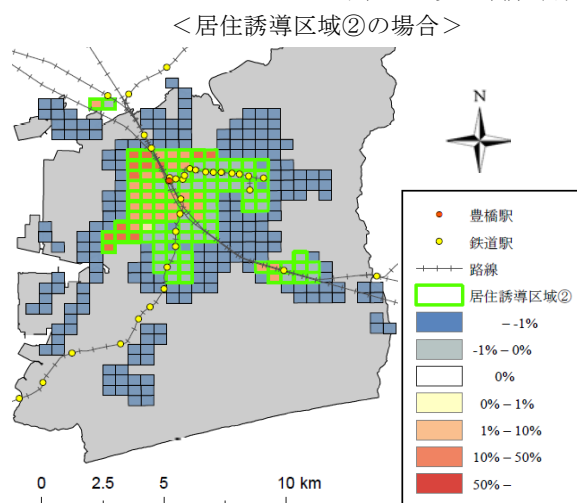 ＜居住誘導区域②の場合＞
N
豊橋駅
鉄道駅
路線
居住誘導区域②
– -1%
-1% – 0%
0%
0% – 1%
1% – 10%
10% – 50%
50% –
0 2.5 5 10 km